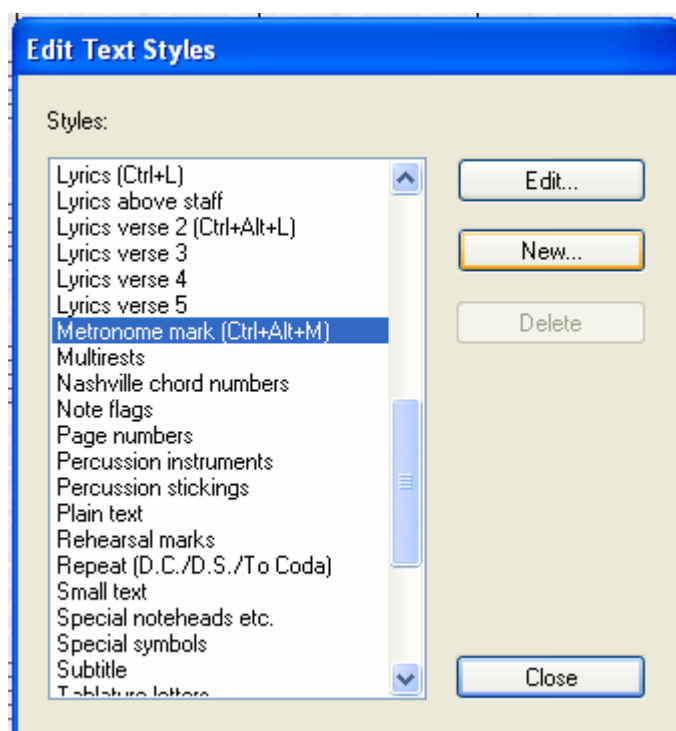 Edit Text Styles
Styles:
Lyrics (Ctrl+L)
Lyrics above staff
Lyrics verse 2 (Ctrl+Alt+L)
Lyrics verse 3
Lyrics verse 4
Lyrics verse 5
Metronome mark (Ctrl+Alt+M)
Multirests
Nashville chord numbers
Note flags
Page numbers
Percussion instruments
Percussion stickings
Plain text
Rehearsal marks
Repeat (D.C./D.S./To Coda)
Small text
Special noteheads etc.
Special symbols
Subtitle
Tablature letters
Edit...
New...
Delete
Close